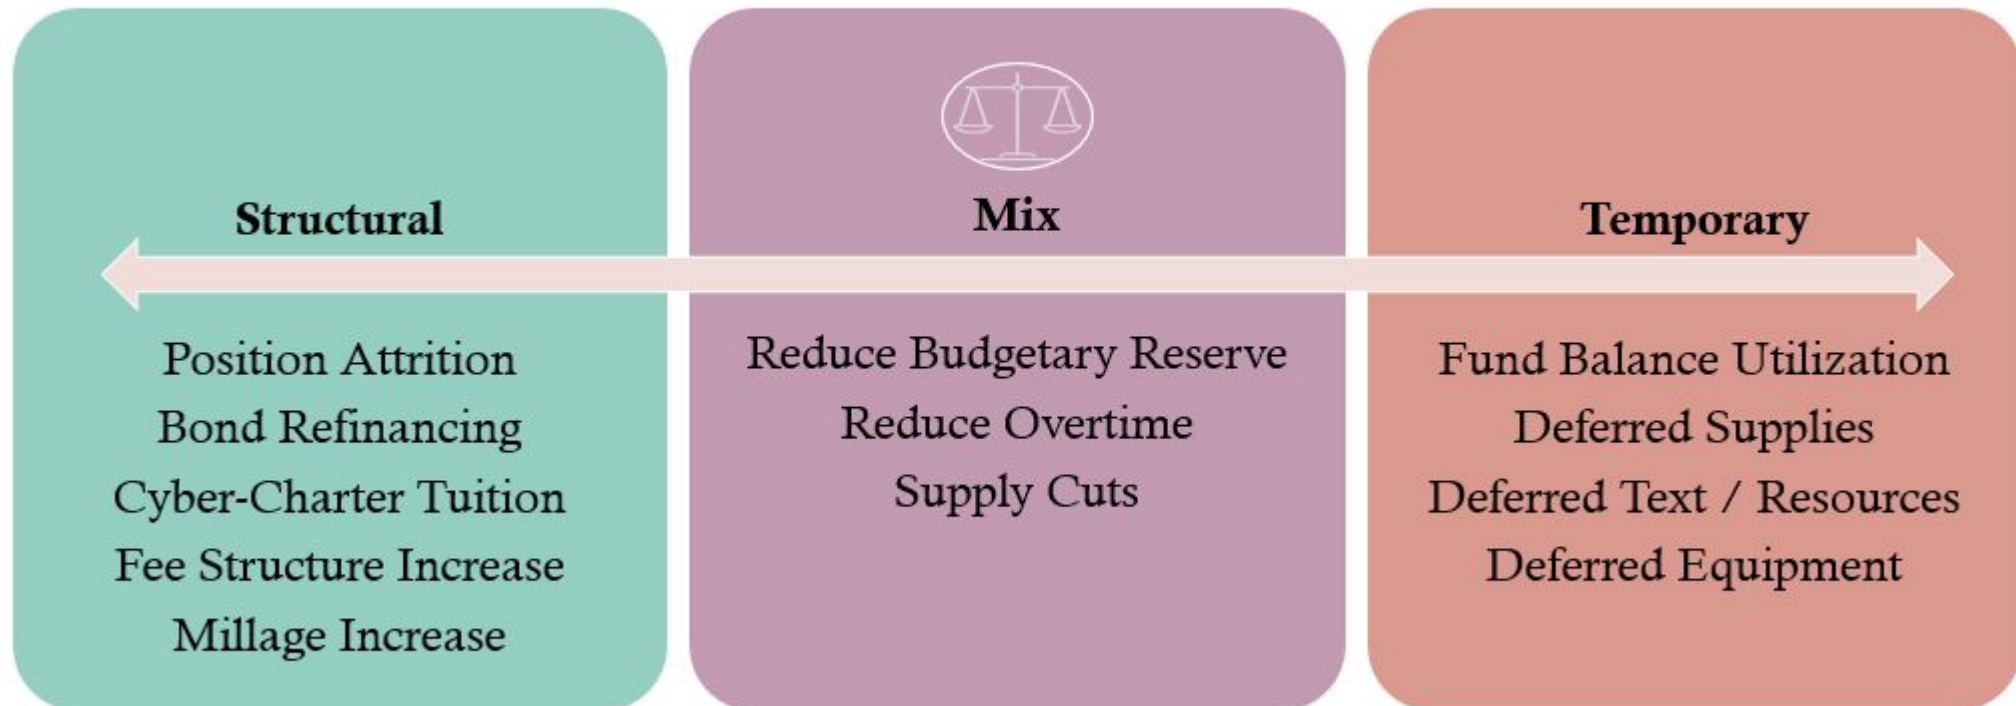 Structural
Position Attrition
Bond Refinancing
Cyber-Charter Tuition
Fee Structure Increase
Millage Increase
Mix
Reduce Budgetary Reserve
Reduce Overtime
Supply Cuts
Temporary
Fund Balance Utilization
Deferred Supplies
Deferred Text / Resources
Deferred Equipment